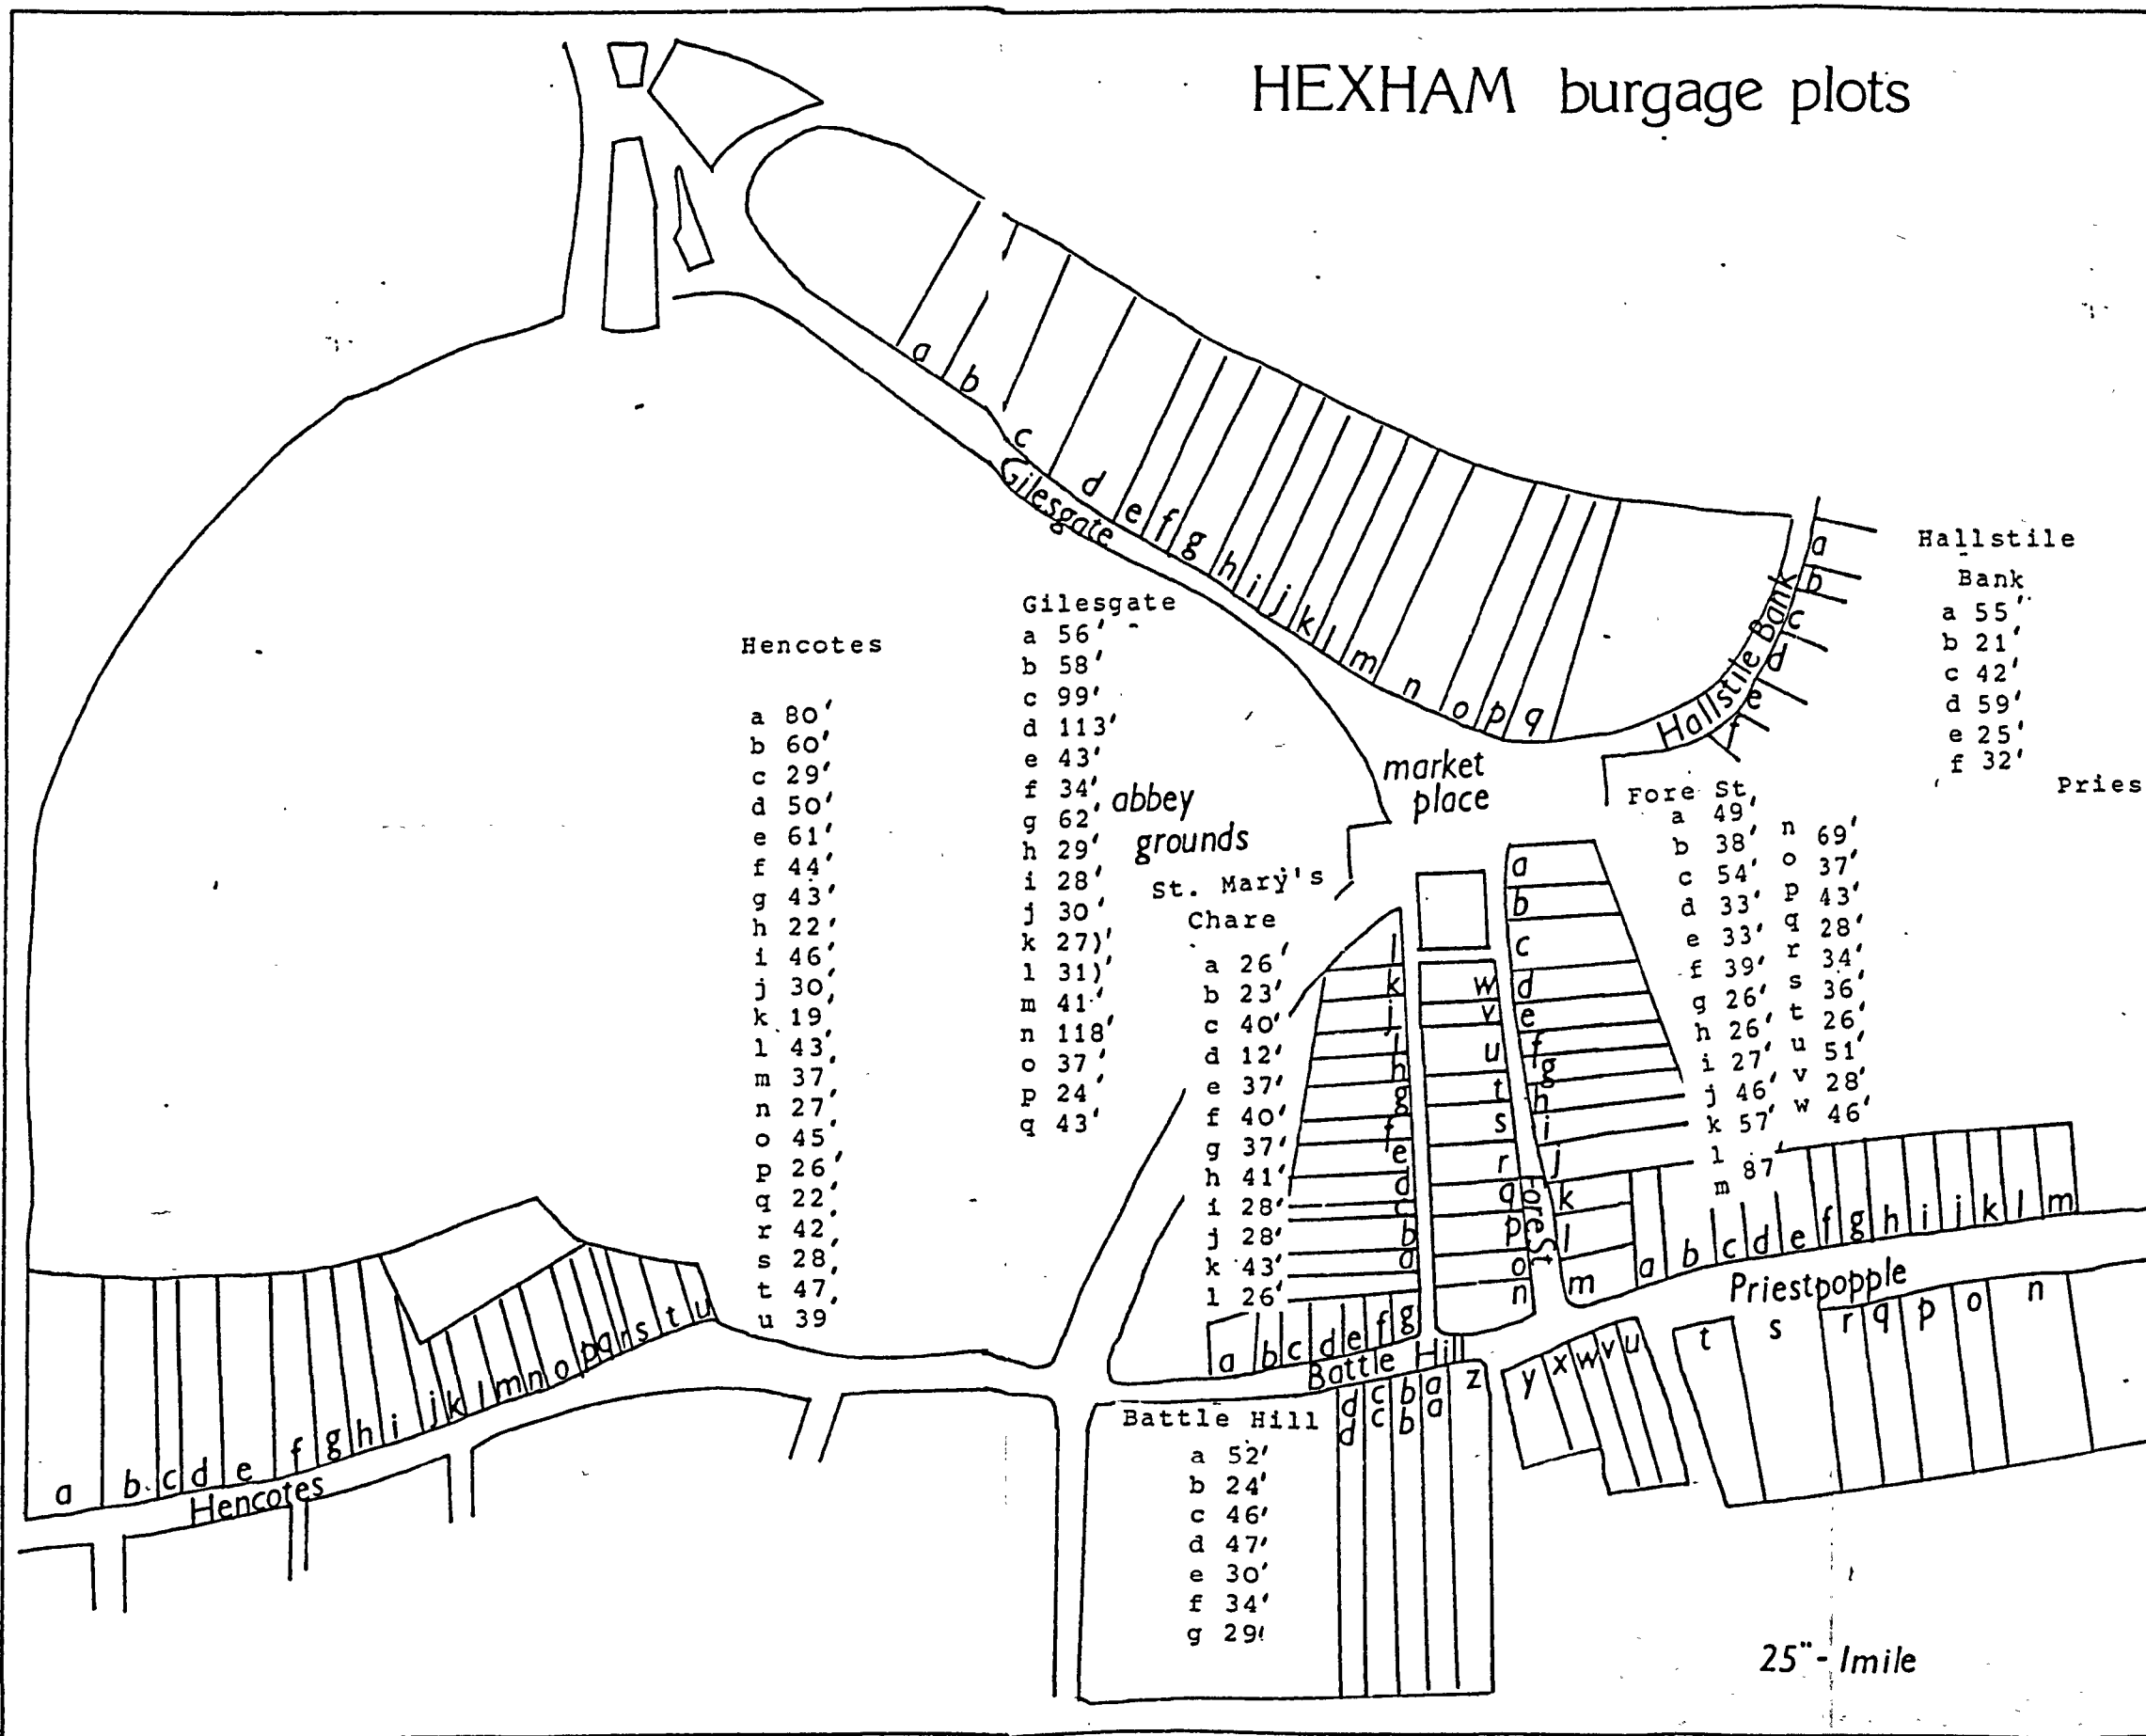 HEXHAM burgage plots
a
b
c
d
e
f
g
h
i
j
k
l
m
n
o
p
q
Gilesgate
a
b
c
d
e
f
Hallstile Bank
Hallstile
Bank
a 55'
b 21'
c 42'
d 59'
e 25'
f 32'
Gilesgate
a 56'
b 58'
c 99'
d 113'
e 43'
f 34'
g 62'
h 29'
i 28'
j 30'
k 27)'
l 31)'
m 41'
n 118'
o 37'
p 24'
q 43'
Hencotes
a 80'
b 60'
c 29'
d 50'
e 61'
f 44'
g 43'
h 22'
i 46'
j 30'
k 19'
l 43'
m 37'
n 27'
o 45'
p 26'
q 22'
r 42'
s 28'
t 47'
u 39
abbey
grounds
market
place
St. Mary's
Chare
a 26'
b 23'
c 40'
d 12'
e 37'
f 40'
g 37'
h 41'
i 28'
j 28'
k 43'
l 26'
Fore St.
a 49'
b 38'
c 54'
d 33'
e 33'
f 39'
g 26'
h 26'
i 27'
j 46'
k 57'
l
m 87'
n 69'
o 37'
p 43'
q 28'
r 34'
s 36'
t 26'
u 51'
v 28'
w 46'
Pries
l
k
j
i
h
g
f
e
d
c
b
a
w
v
u
t
s
r
q
p
o
n
a
b
c
d
e
f
g
h
i
j
k
l
m
Fore St
a b c d e f g h i j k l m
Priestpopple
t s r q p o n
y x w v u
a b c d e f g
Battle Hill
d c b a z
d c b a
Battle Hill
a 52'
b 24'
c 46'
d 47'
e 30'
f 34'
g 29'
a b c d e f g h i j k l m n o p q r s t u
Hencotes
25" - 1mile